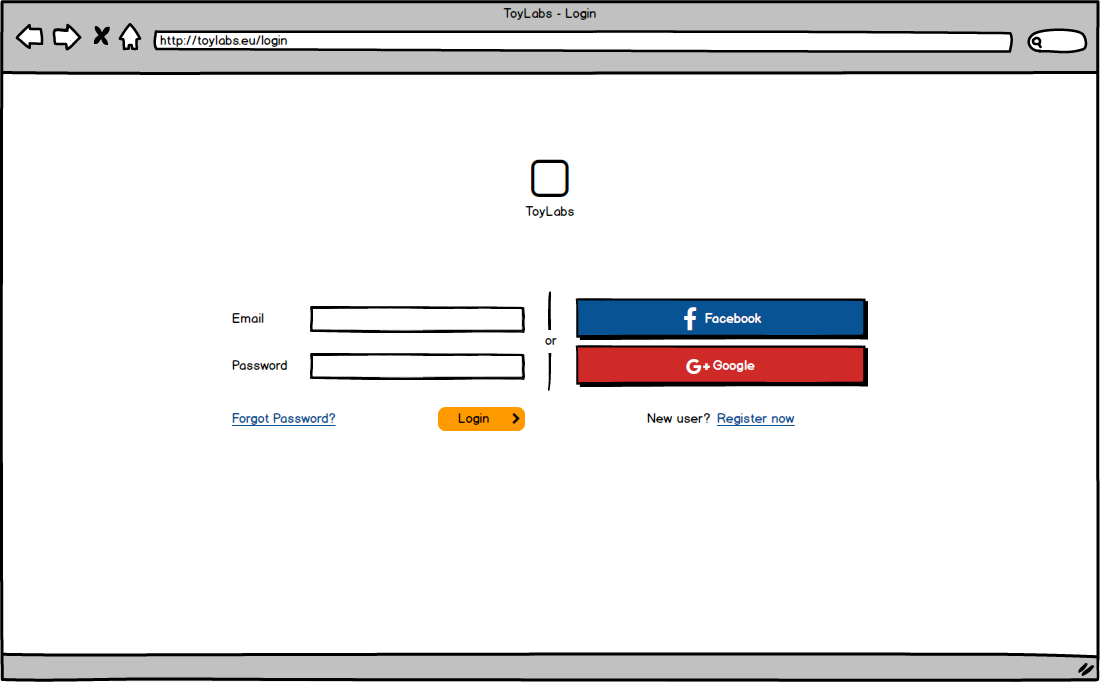 ToyLabs - Login
http://toylabs.eu/login
ToyLabs
Email
Password
or
Facebook
G+ Google
Forgot Password?
Login
New user? Register now